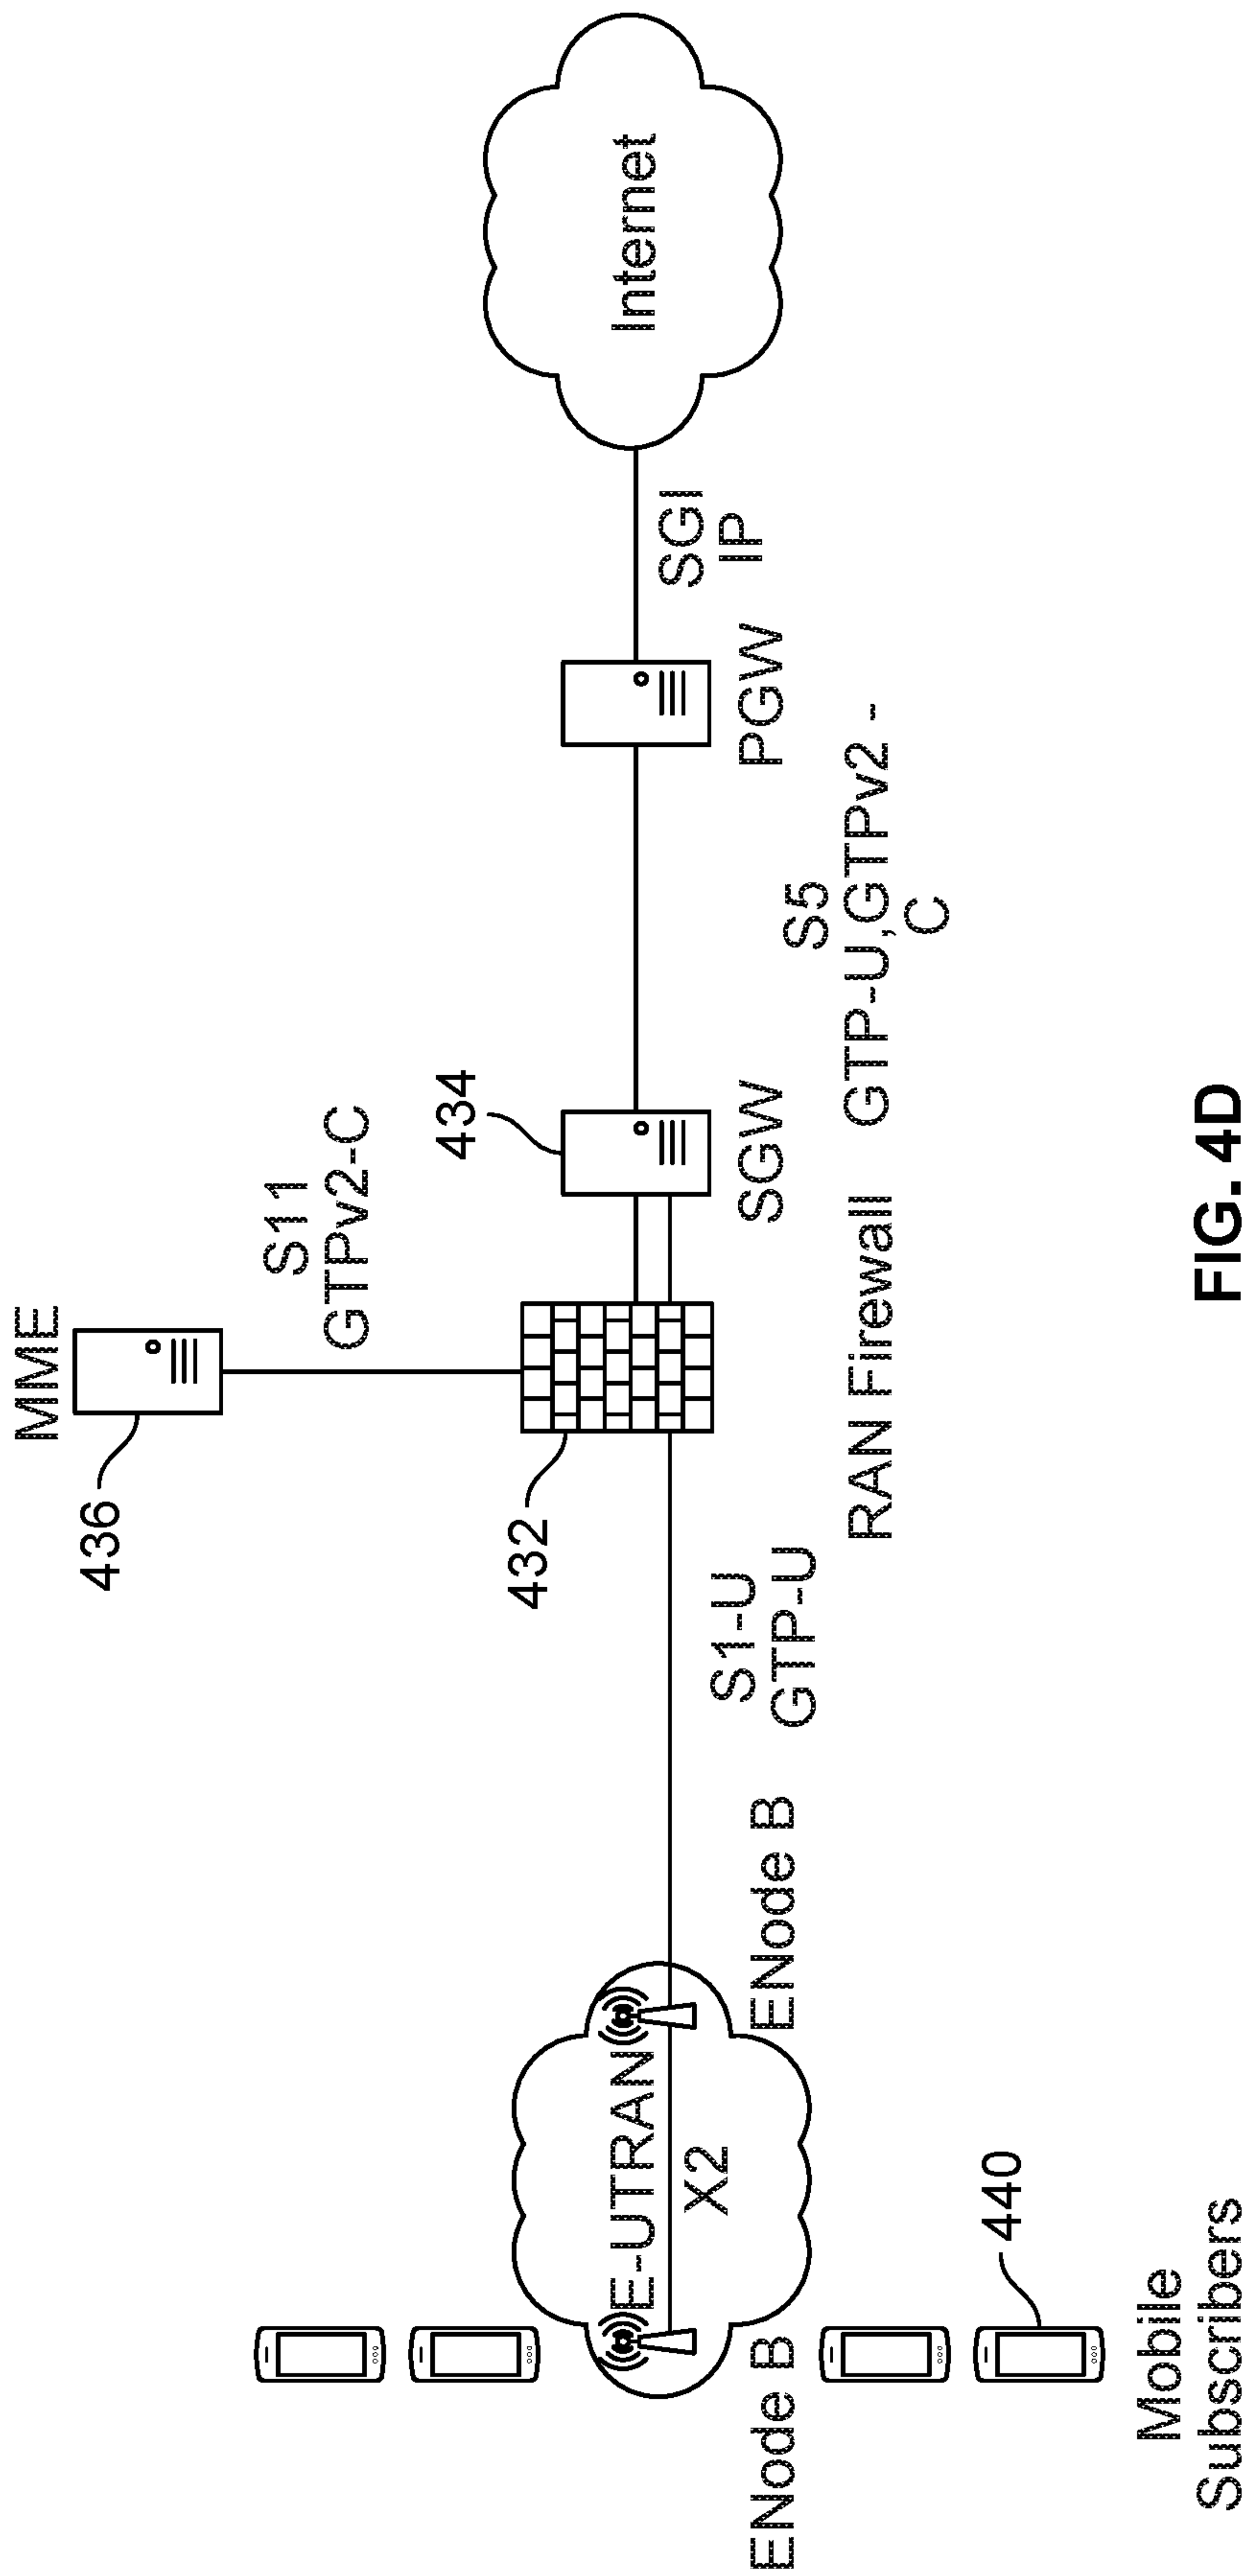 MME
436
S11
GTPv2-C
434
432
Internet
E-UTRAN
X2
ENode B
ENode B
S1-U
GTP-U
RAN Firewall
SGW
S5
GTP-U,GTPv2 -
C
PGW
SGI
IP
440
Mobile
Subscribers
FIG. 4D